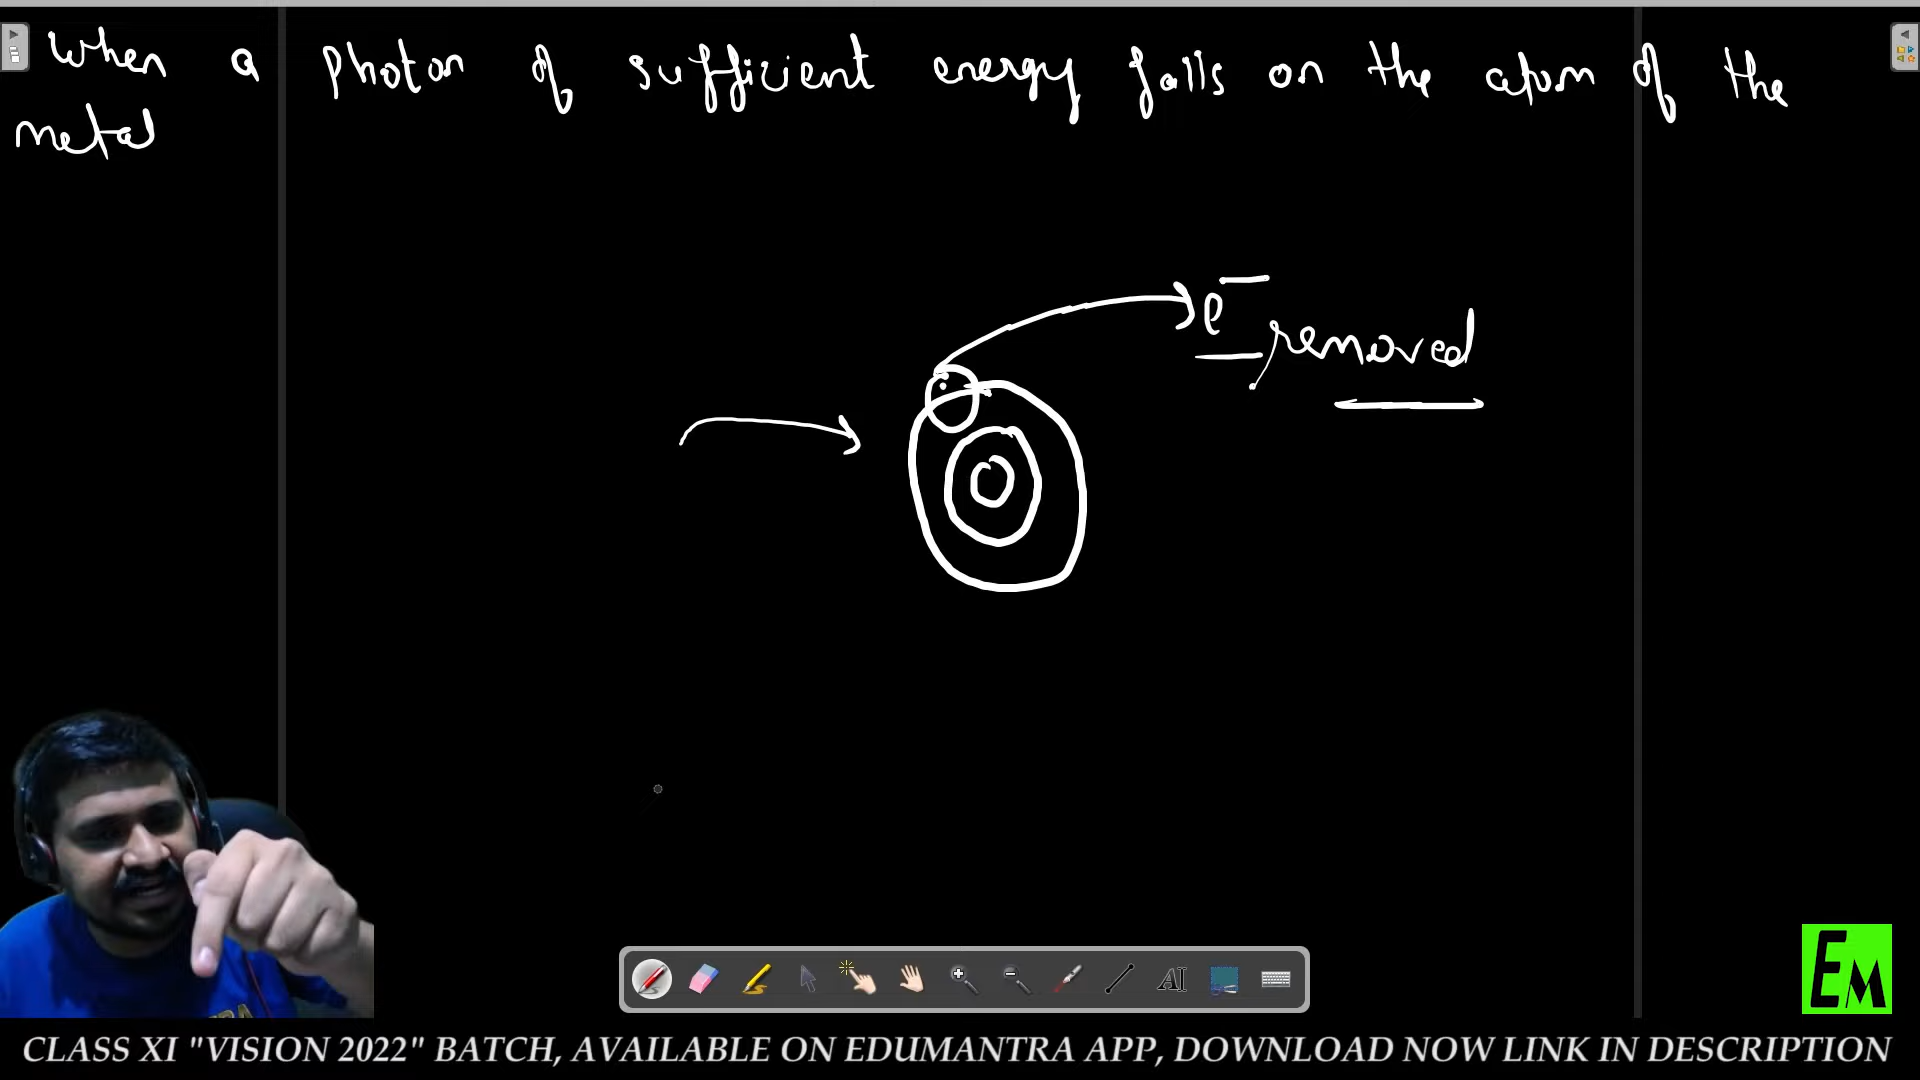 When a photon of sufficient energy falls on the atom of the
metal
e⁻ removed
AI
EM
CLASS XI "VISION 2022" BATCH, AVAILABLE ON EDUMANTRA APP, DOWNLOAD NOW LINK IN DESCRIPTION